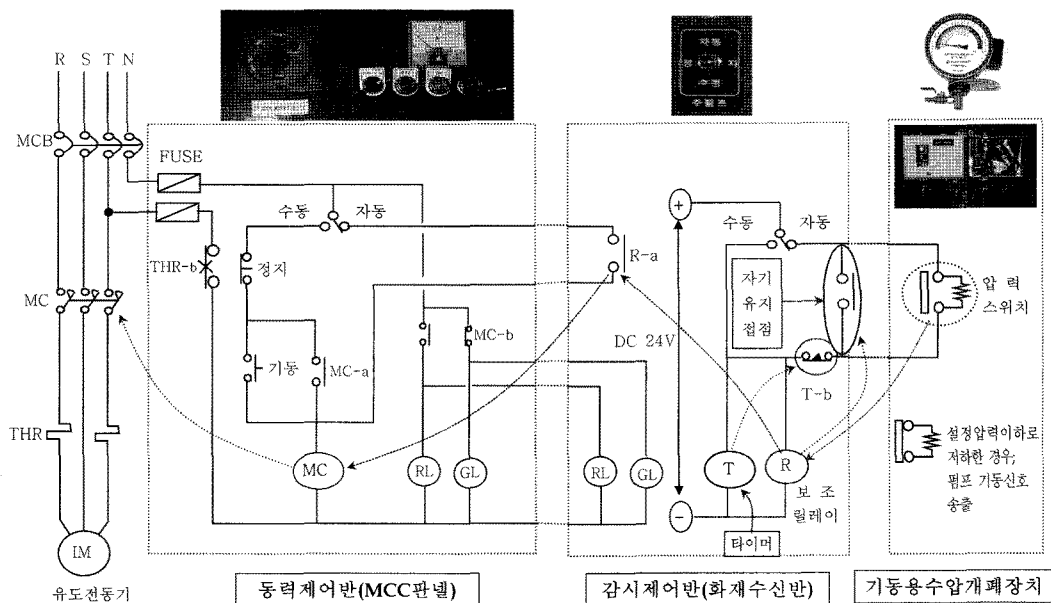 R S T N
MCB
FUSE
수동 자동
THR-b
정지
R-a
MC
기동
MC-a
MC-b
THR
MC
RL
GL
RL
GL
IM
유도전동기
동력제어반(MCC판넬)
+
수동 자동
자기
유지
접점
DC 24V
T-b
T
R
보 조
릴레이
−
타이머
감시제어반(화재수신반)
압 력
스위치
설정압력이하로
저하한 경우;
펌프 기동신호
송출
기동용수압개폐장치
자동
수동